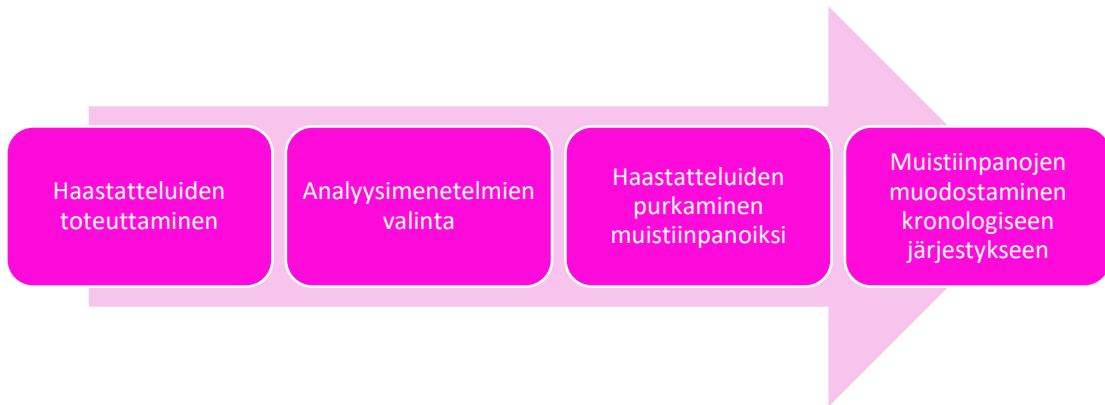 Haastatteluiden
toteuttaminen
Analyysimenetelmien
valinta
Haastatteluiden
purkaminen
muistiinpanoiksi
Muistiinpanojen
muodostaminen
kronologiseen
järjestykseen